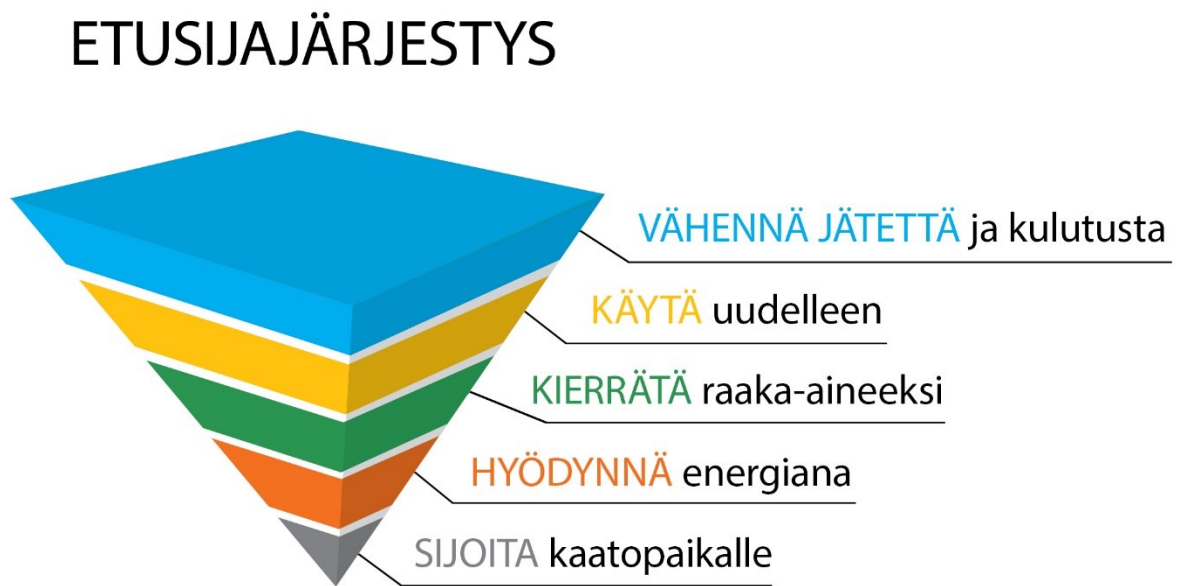 ETUSIJAJÄRJESTYS
VÄHENNÄ JÄTETTÄ ja kulutusta
KÄYTÄ uudelleen
KIERRÄTÄ raaka-aineeksi
HYÖDYNNÄ energiana
SIJOITA kaatopaikalle